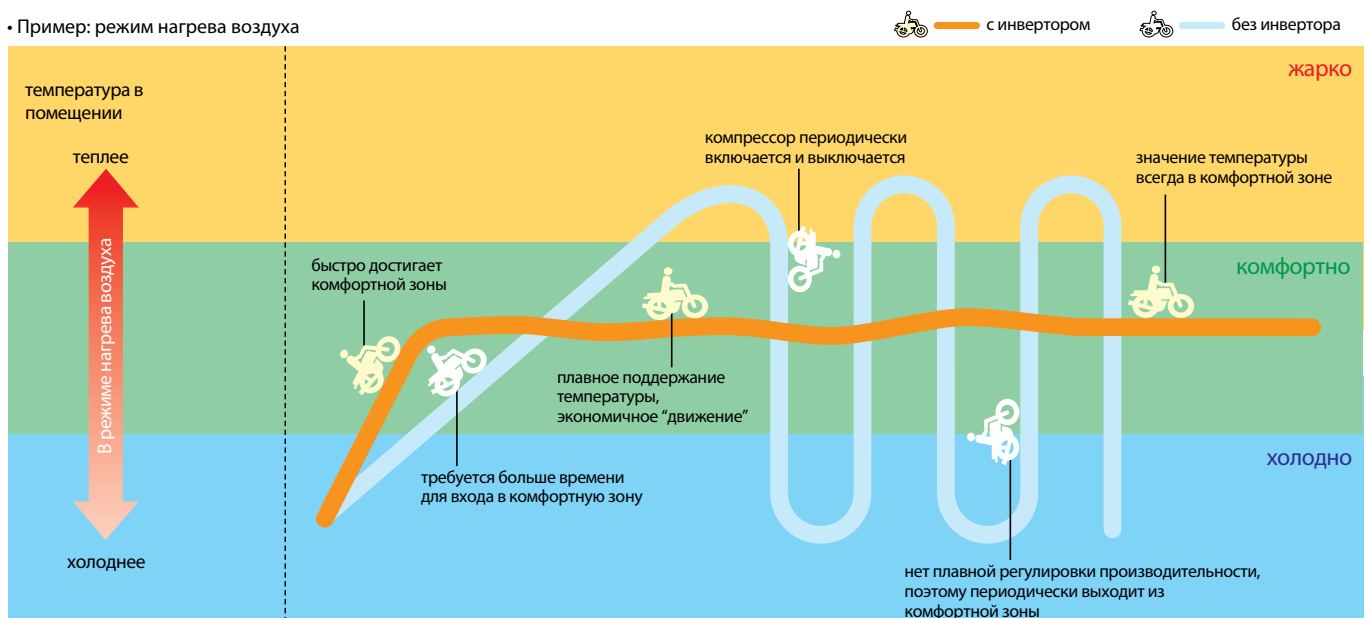 • Пример: режим нагрева воздуха
с инвертором
без инвертора
жарко
температура в
помещении
теплее
компрессор периодически
включается и выключается
значение температуры
всегда в комфортной зоне
В режиме нагрева воздуха
быстро достигает
комфортной зоны
комфортно
плавное поддержание
температуры,
экономичное “движение”
требуется больше времени
для входа в комфортную зону
холодно
холоднее
нет плавной регулировки производительности,
поэтому периодически выходит из
комфортной зоны